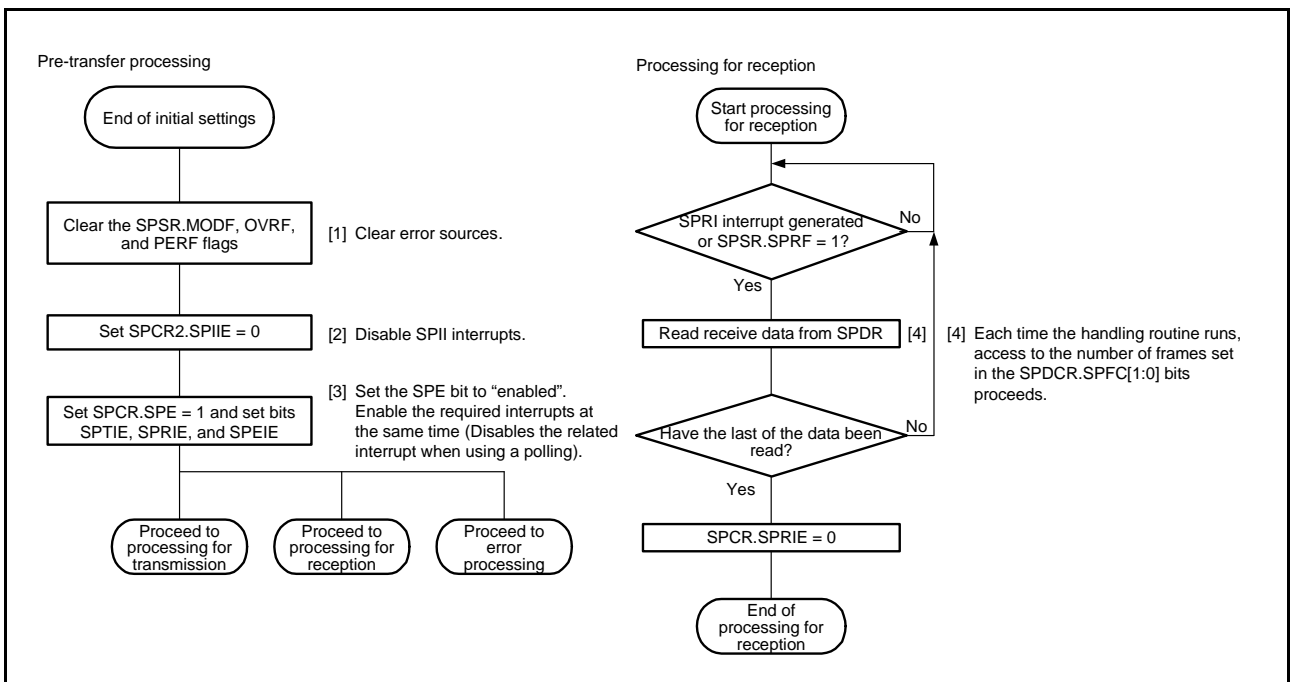 Pre-transfer processing
End of initial settings
Clear the SPSR.MODF, OVRF,
and PERF flags
[1] Clear error sources.
Set SPCR2.SPIIE = 0
[2] Disable SPII interrupts.
Set SPCR.SPE = 1 and set bits
SPTIE, SPRIE, and SPEIE
[3] Set the SPE bit to “enabled”.
Enable the required interrupts at
the same time (Disables the related
interrupt when using a polling).
Proceed to
processing for
transmission
Proceed to
processing for
reception
Proceed to
error
processing
Processing for reception
Start processing
for reception
SPRI interrupt generated
or SPSR.SPRF = 1?
No
Yes
Read receive data from SPDR
[4]
[4] Each time the handling routine runs,
access to the number of frames set
in the SPDCR.SPFC[1:0] bits
proceeds.
Have the last of the data been
read?
No
Yes
SPCR.SPRIE = 0
End of
processing for
reception